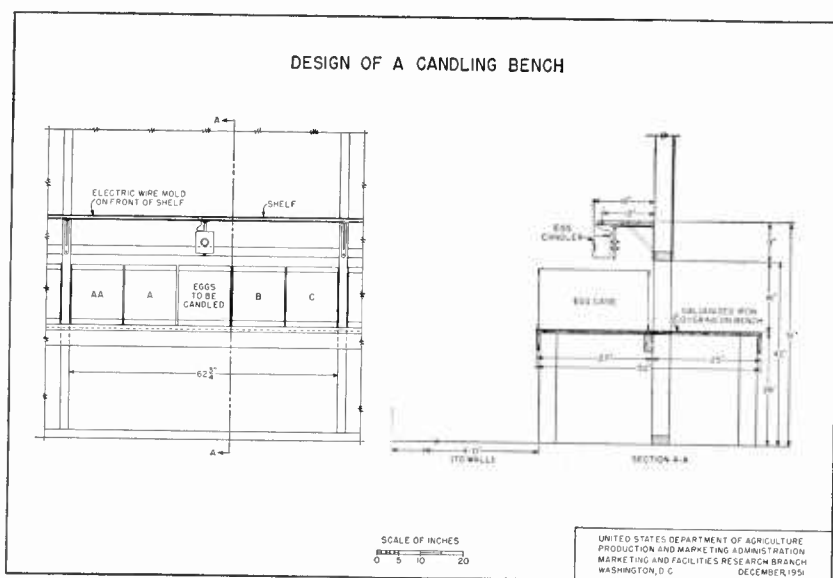 DESIGN OF A CANDLING BENCH
A
ELECTRIC WIRE MOLD
ON FRONT OF SHELF
SHELF
AA
A
EGGS
TO BE
CANDLED
B
C
62 3/4"
A
EGG
CANDLER
EGG CASE
GALVANIZED IRON
COVERING ON BENCH
27"
25"
52"
(TO WALL)
SECTION A-A
SCALE OF INCHES
0 5 10 20
UNITED STATES DEPARTMENT OF AGRICULTURE
PRODUCTION AND MARKETING ADMINISTRATION
MARKETING AND FACILITIES RESEARCH BRANCH
WASHINGTON, D.C. DECEMBER, 1951